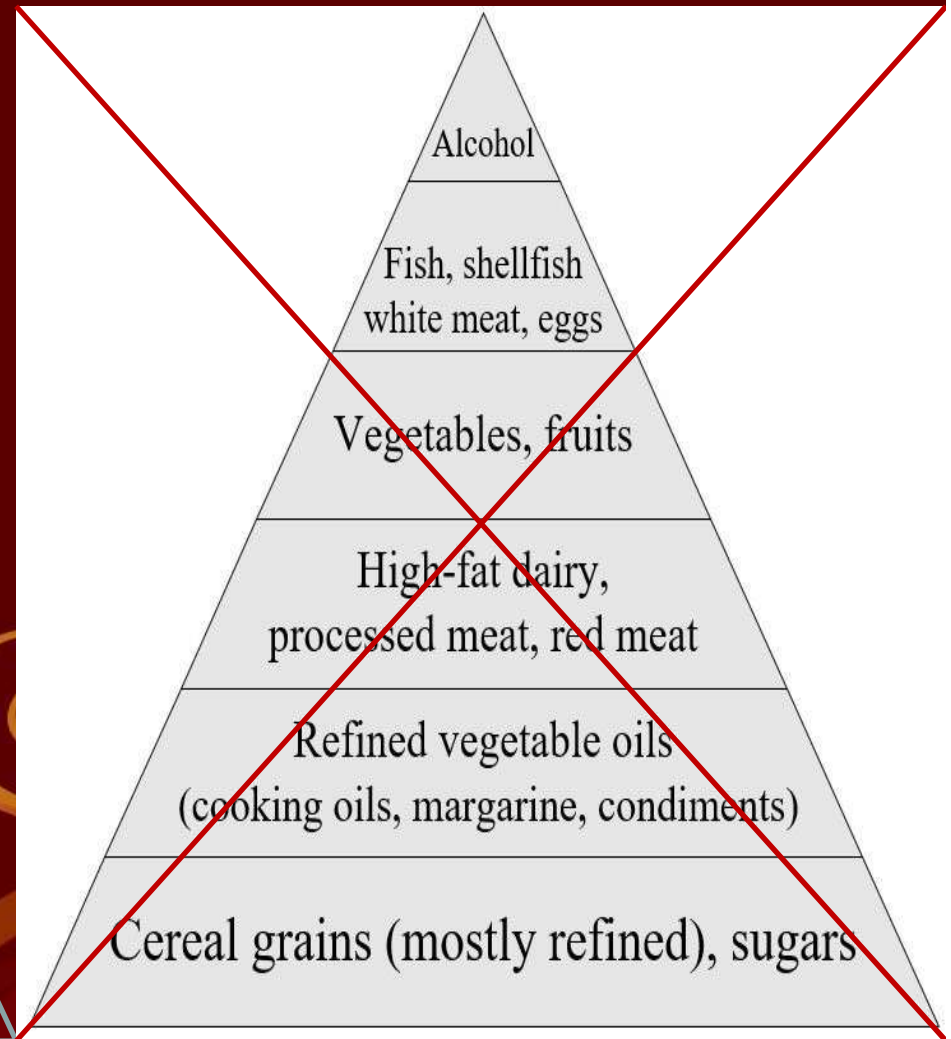 Alcohol
Fish, shellfish
white meat, eggs
Vegetables, fruits
High-fat dairy,
processed meat, red meat
Refined vegetable oils
(cooking oils, margarine, condiments)
Cereal grains (mostly refined), sugars